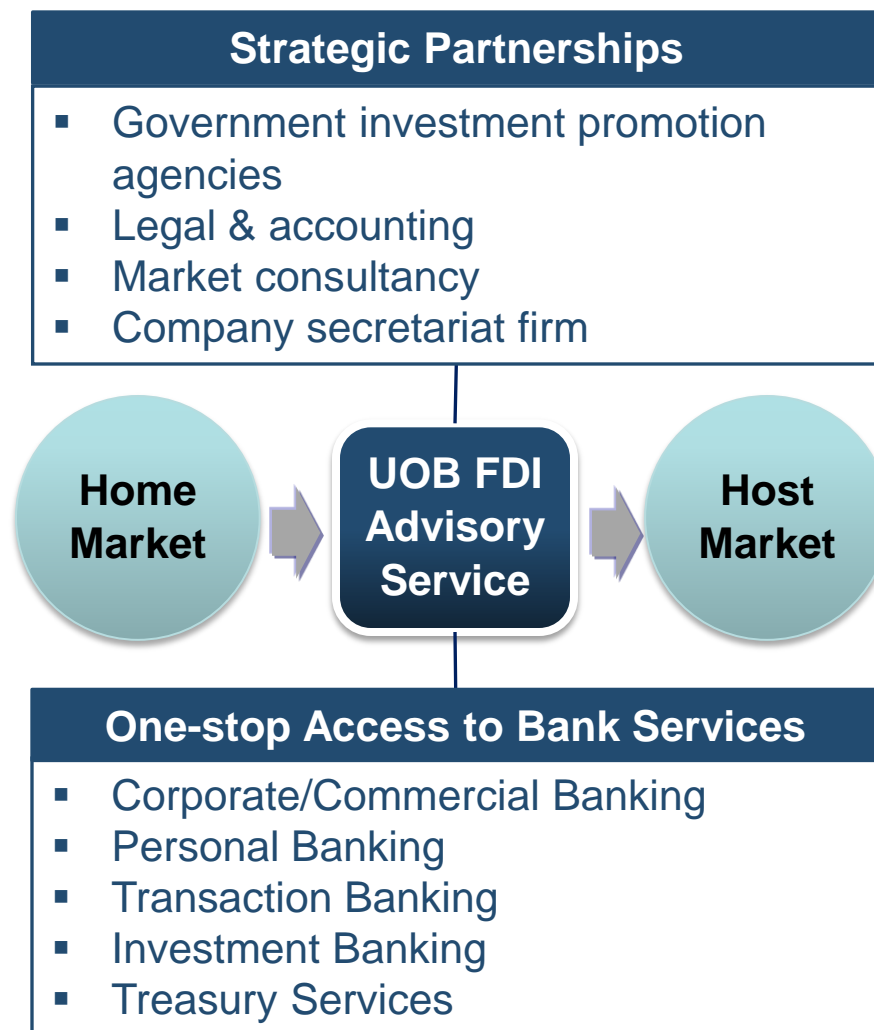 Strategic Partnerships
▪ Government investment promotion
agencies
▪ Legal & accounting
▪ Market consultancy
▪ Company secretariat firm
Home
Market
UOB FDI
Advisory
Service
Host
Market
One-stop Access to Bank Services
▪ Corporate/Commercial Banking
▪ Personal Banking
▪ Transaction Banking
▪ Investment Banking
▪ Treasury Services